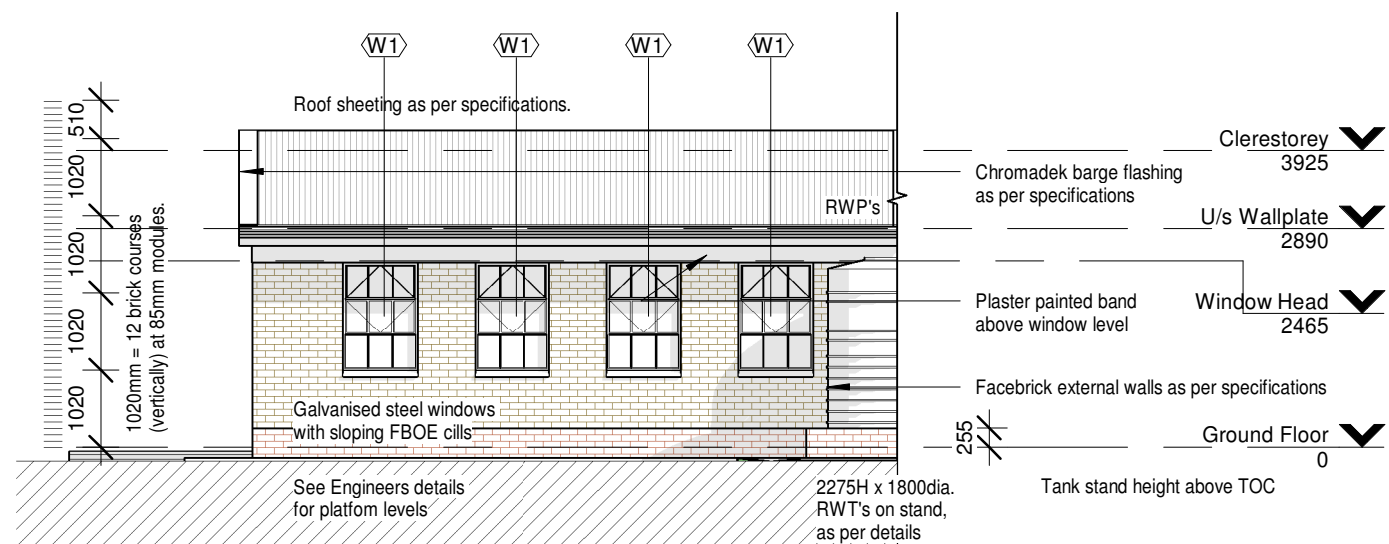 W1
W1
W1
W1
Roof sheeting as per specifications.
510
1020
1020
1020
1020
1020mm = 12 brick courses
(vertically) at 85mm modules.
Clerestorey
3925
Chromadek barge flashing
as per specifications
RWP's
U/s Wallplate
2890
Plaster painted band
above window level
Window Head
2465
Facebrick external walls as per specifications
Galvanised steel windows
with sloping FBOE cills
255
Ground Floor
0
See Engineers details
for platfom levels
2275H x 1800dia.
RWT's on stand,
as per details
Tank stand height above TOC